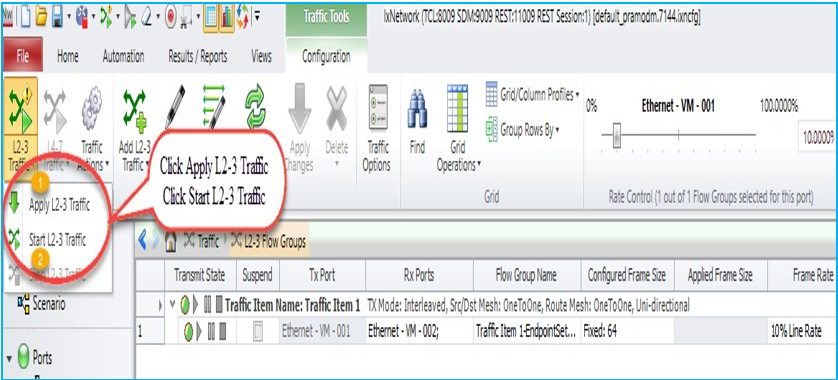 Traffic Tools
IxNetwork (TCL:8009 SDM:9009 REST:11009 REST Session:1) [default_pramodm.7144.ixncfg]
File Home Automation Results / Reports Views Configuration
L2-3 Traffic
L4-7 Traffic
Traffic Actions
Add L2-3 Traffic
Apply Changes
Delete
Traffic Options
Find
Grid Operations
Grid/Column Profiles
Group Rows By
Grid
0% Ethernet - VM - 001 100.0000%
10.00009
Rate Control (1 out of 1 Flow Groups selected for this port)
Click Apply L2-3 Traffic
Click Start L2-3 Traffic
1
Apply L2-3 Traffic
Start L2-3 Traffic
2
Scenario
Ports
Traffic L2-3 Flow Groups
Transmit State Suspend Tx Port Rx Ports Flow Group Name Configured Frame Size Applied Frame Size Frame Rate
Traffic Item Name: Traffic Item 1 TX Mode: Interleaved, Src/Dst Mesh: OneToOne, Route Mesh: OneToOne, Uni-directional
1 Ethernet - VM - 001 Ethernet - VM - 002; Traffic Item 1-EndpointSet... Fixed: 64 10% Line Rate